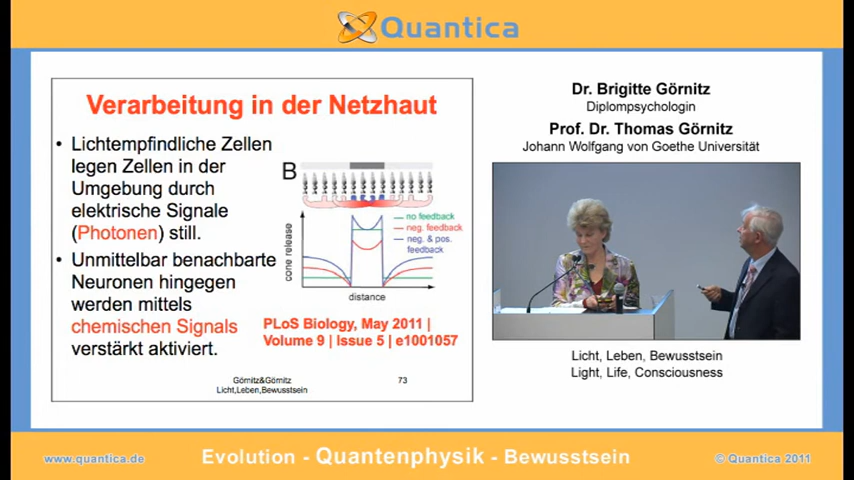 Quantica
Verarbeitung in der Netzhaut
• Lichtempfindliche Zellen
legen Zellen in der
Umgebung durch
elektrische Signale
(Photonen) still.
• Unmittelbar benachbarte
Neuronen hingegen
werden mittels
chemischen Signals
verstärkt aktiviert.
B
no feedback
neg. feedback
neg. & pos.
feedback
cone release
distance
PLoS Biology, May 2011 |
Volume 9 | Issue 5 | e1001057
Görnitz&Görnitz
Licht,Leben,Bewusstsein
73
Dr. Brigitte Görnitz
Diplompsychologin
Prof. Dr. Thomas Görnitz
Johann Wolfgang von Goethe Universität
Licht, Leben, Bewusstsein
Light, Life, Consciousness
www.quantica.de
Evolution - Quantenphysik - Bewusstsein
© Quantica 2011